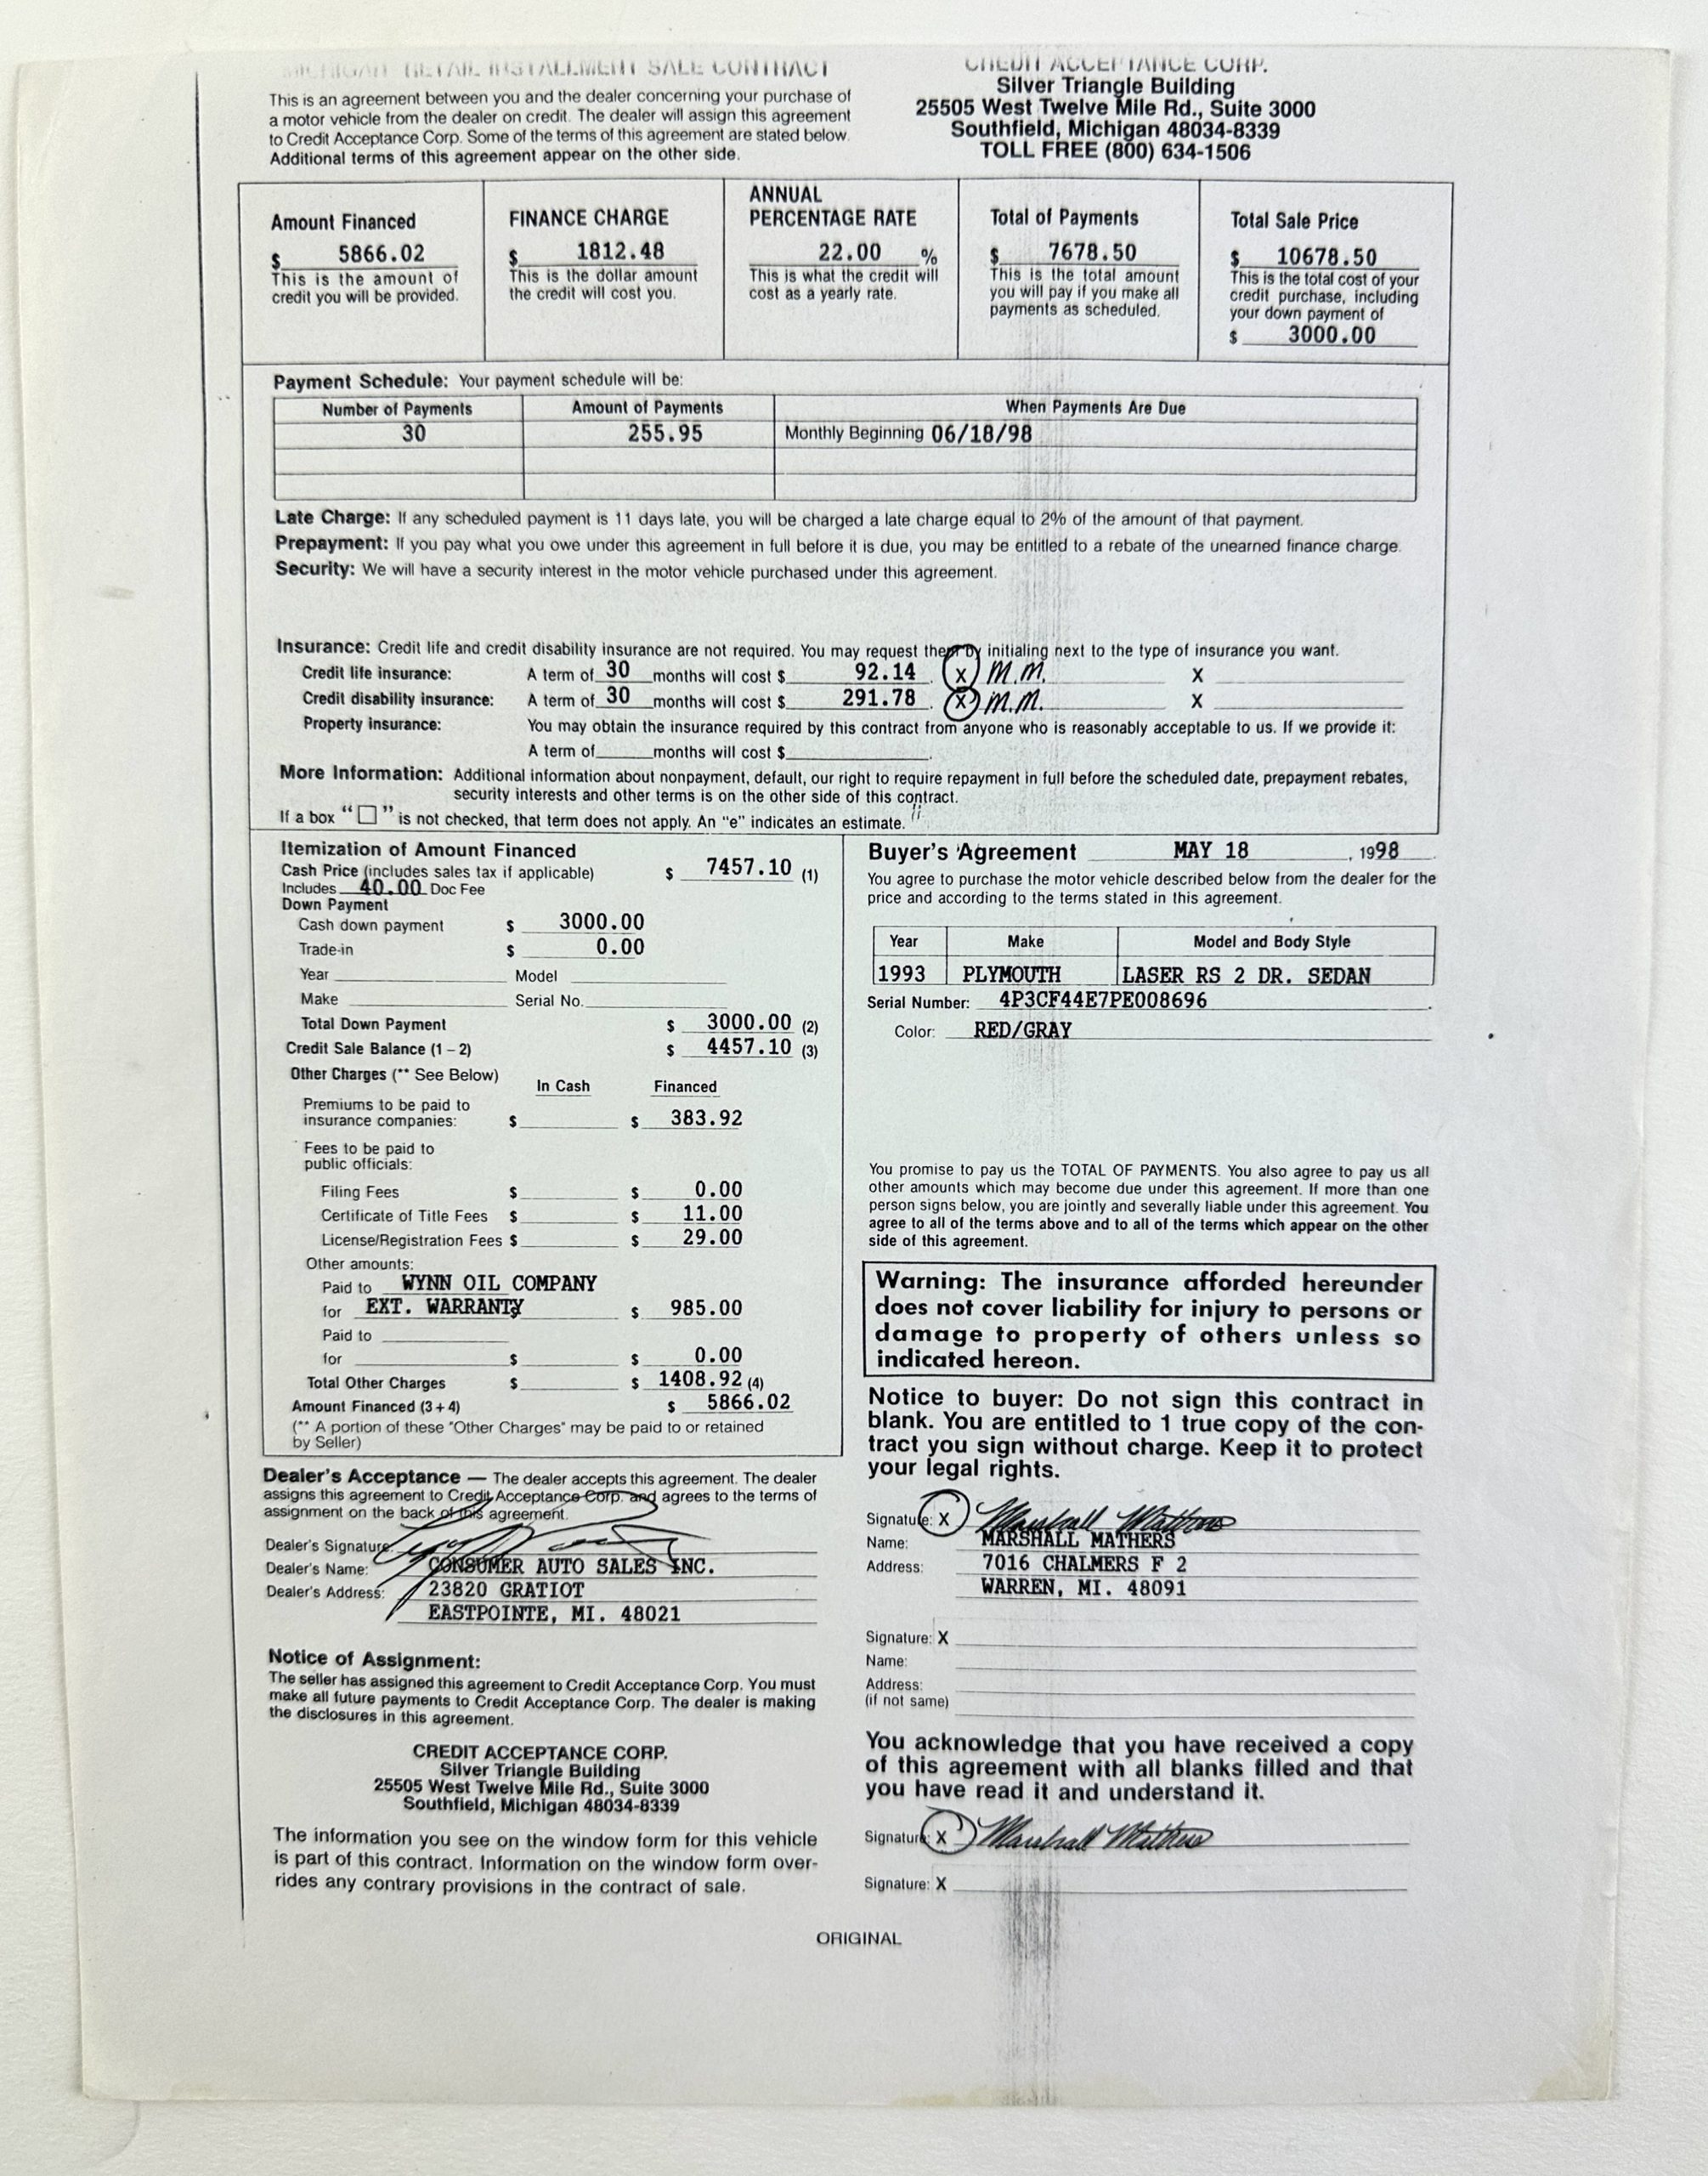 MICHIGAN RETAIL INSTALLMENT SALE CONTRACT
This is an agreement between you and the dealer concerning your purchase of
a motor vehicle from the dealer on credit. The dealer will assign this agreement
to Credit Acceptance Corp. Some of the terms of this agreement are stated below.
Additional terms of this agreement appear on the other side.
CREDIT ACCEPTANCE CORP.
Silver Triangle Building
25505 West Twelve Mile Rd., Suite 3000
Southfield, Michigan 48034-8339
TOLL FREE (800) 634-1506
Amount Financed
$ 5866.02
This is the amount of
credit you will be provided.
FINANCE CHARGE
$ 1812.48
This is the dollar amount
the credit will cost you.
ANNUAL
PERCENTAGE RATE
22.00 %
This is what the credit will
cost as a yearly rate.
Total of Payments
$ 7678.50
This is the total amount
you will pay if you make all
payments as scheduled.
Total Sale Price
$ 10678.50
This is the total cost of your
credit purchase, including
your down payment of
$ 3000.00
Payment Schedule: Your payment schedule will be:
Number of Payments Amount of Payments When Payments Are Due
30 255.95 Monthly Beginning 06/18/98
Late Charge: If any scheduled payment is 11 days late, you will be charged a late charge equal to 2% of the amount of that payment.
Prepayment: If you pay what you owe under this agreement in full before it is due, you may be entitled to a rebate of the unearned finance charge.
Security: We will have a security interest in the motor vehicle purchased under this agreement.
Insurance: Credit life and credit disability insurance are not required. You may request them by initialing next to the type of insurance you want.
Credit life insurance: A term of 30 months will cost $ 92.14 . X M.M. X
Credit disability insurance: A term of 30 months will cost $ 291.78 . X M.M. X
Property insurance: You may obtain the insurance required by this contract from anyone who is reasonably acceptable to us. If we provide it:
A term of months will cost $ .
More Information: Additional information about nonpayment, default, our right to require repayment in full before the scheduled date, prepayment rebates,
security interests and other terms is on the other side of this contract.
If a box “☐” is not checked, that term does not apply. An “e” indicates an estimate.
Itemization of Amount Financed
Cash Price (includes sales tax if applicable) $ 7457.10 (1)
Includes 40.00 Doc Fee
Down Payment
Cash down payment $ 3000.00
Trade-in $ 0.00
Year Model
Make Serial No.
Total Down Payment $ 3000.00 (2)
Credit Sale Balance (1 – 2) $ 4457.10 (3)
Other Charges (** See Below)
In Cash Financed
Premiums to be paid to
insurance companies: $ $ 383.92
Fees to be paid to
public officials:
Filing Fees $ $ 0.00
Certificate of Title Fees $ $ 11.00
License/Registration Fees $ $ 29.00
Other amounts:
Paid to WYNN OIL COMPANY
for EXT. WARRANTY $ 985.00
Paid to
for $ $ 0.00
Total Other Charges $ $ 1408.92 (4)
Amount Financed (3 + 4) $ 5866.02
(** A portion of these "Other Charges" may be paid to or retained
by Seller)
Dealer's Acceptance — The dealer accepts this agreement. The dealer
assigns this agreement to Credit Acceptance Corp. and agrees to the terms of
assignment on the back of this agreement.
Dealer's Signature:
Dealer's Name: CONSUMER AUTO SALES INC.
Dealer's Address: 23820 GRATIOT
EASTPOINTE, MI. 48021
Notice of Assignment:
The seller has assigned this agreement to Credit Acceptance Corp. You must
make all future payments to Credit Acceptance Corp. The dealer is making
the disclosures in this agreement.
CREDIT ACCEPTANCE CORP.
Silver Triangle Building
25505 West Twelve Mile Rd., Suite 3000
Southfield, Michigan 48034-8339
The information you see on the window form for this vehicle
is part of this contract. Information on the window form over-
rides any contrary provisions in the contract of sale.
Buyer's Agreement MAY 18 , 1998
You agree to purchase the motor vehicle described below from the dealer for the
price and according to the terms stated in this agreement.
Year Make Model and Body Style
1993 PLYMOUTH LASER RS 2 DR. SEDAN
Serial Number: 4P3CF44E7PE008696
Color: RED/GRAY
You promise to pay us the TOTAL OF PAYMENTS. You also agree to pay us all
other amounts which may become due under this agreement. If more than one
person signs below, you are jointly and severally liable under this agreement. You
agree to all of the terms above and to all of the terms which appear on the other
side of this agreement.
Warning: The insurance afforded hereunder
does not cover liability for injury to persons or
damage to property of others unless so
indicated hereon.
Notice to buyer: Do not sign this contract in
blank. You are entitled to 1 true copy of the con-
tract you sign without charge. Keep it to protect
your legal rights.
Signature: X Marshall Mathers
Name: MARSHALL MATHERS
Address: 7016 CHALMERS F 2
WARREN, MI. 48091
Signature: X
Name:
Address:
(if not same)
You acknowledge that you have received a copy
of this agreement with all blanks filled and that
you have read it and understand it.
Signature: X Marshall Mathers
Signature: X
ORIGINAL